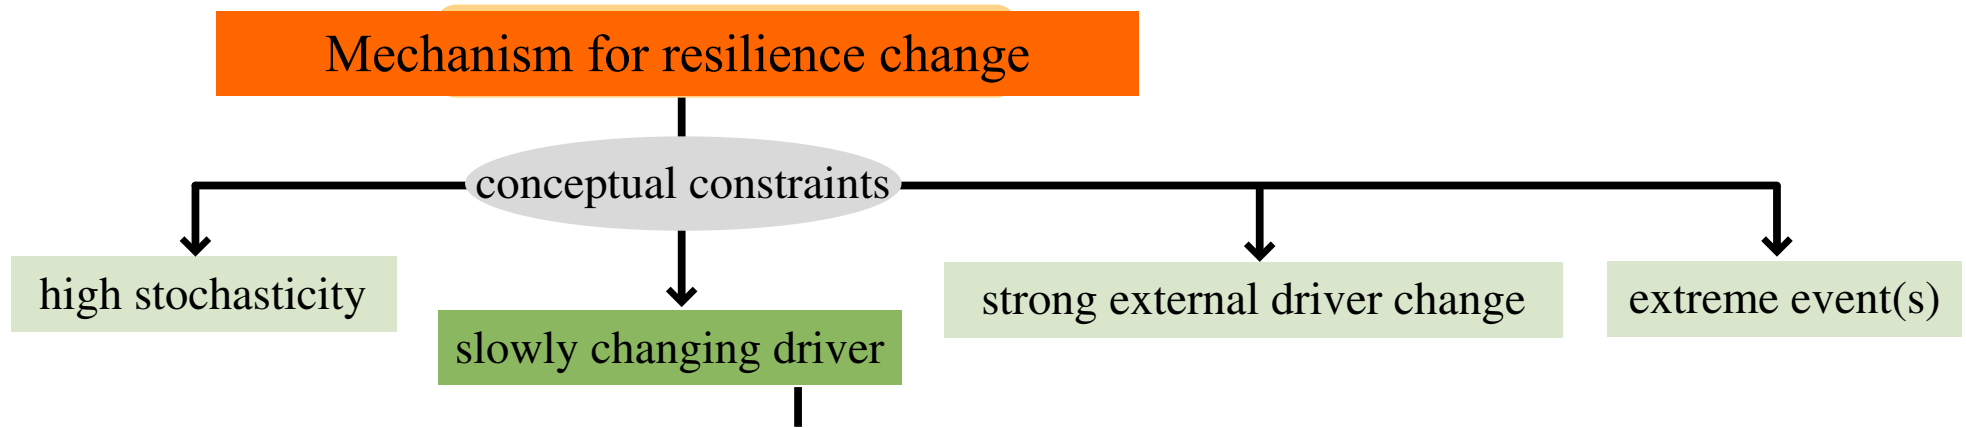 Mechanism for resilience change
conceptual constraints
high stochasticity
slowly changing driver
strong external driver change
extreme event(s)